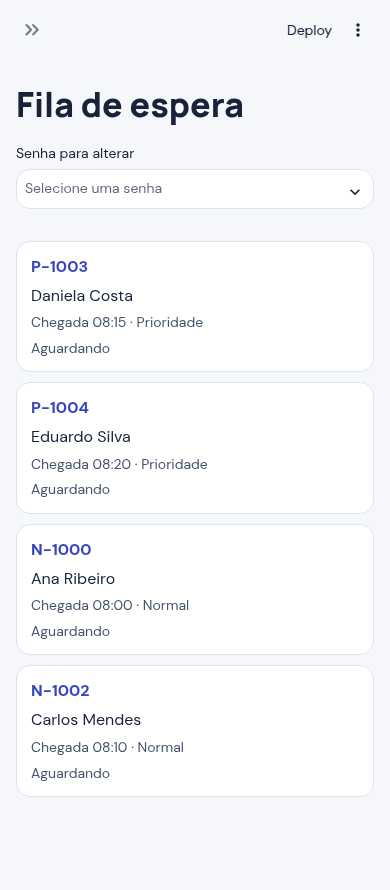 Deploy
Fila de espera
Senha para alterar
Selecione uma senha
P-1003
Daniela Costa
Chegada 08:15 · Prioridade
Aguardando
P-1004
Eduardo Silva
Chegada 08:20 · Prioridade
Aguardando
N-1000
Ana Ribeiro
Chegada 08:00 · Normal
Aguardando
N-1002
Carlos Mendes
Chegada 08:10 · Normal
Aguardando